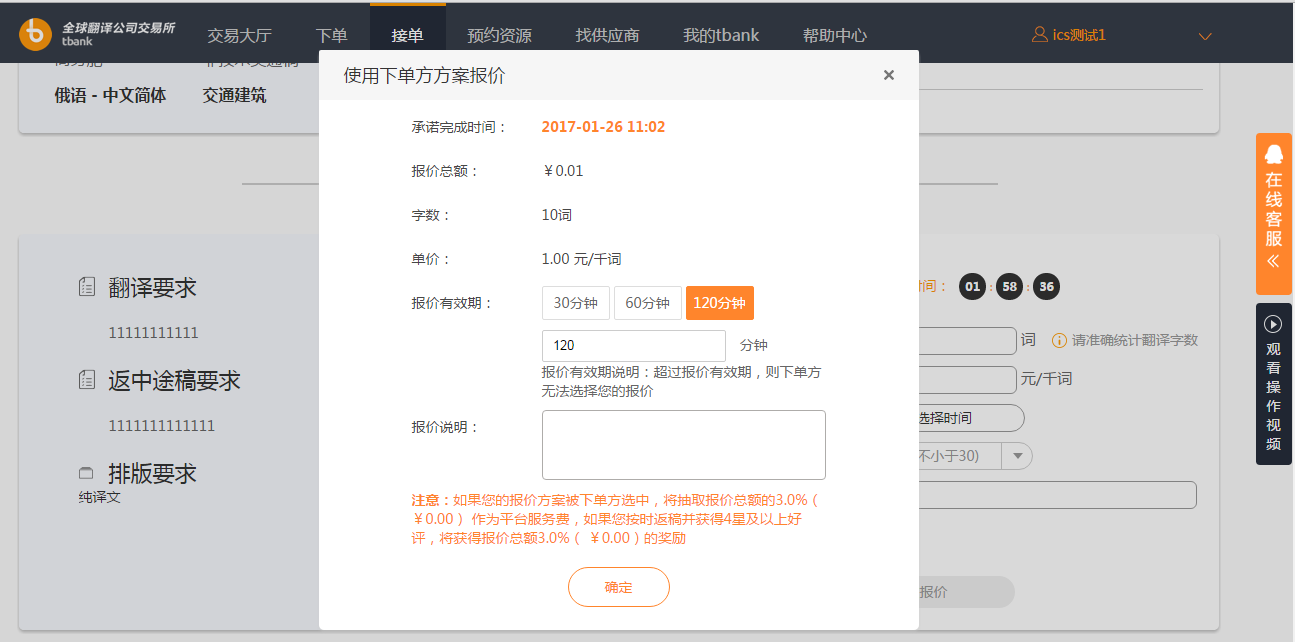 全球翻译公司交易所
tbank
交易大厅
下单
接单
预约资源
找供应商
我的tbank
帮助中心
ics测试1
俄语 - 中文简体
交通建筑
使用下单方方案报价
×
承诺完成时间：
2017-01-26 11:02
报价总额：
￥0.01
字数：
10词
单价：
1.00 元/千词
报价有效期：
30分钟
60分钟
120分钟
120
分钟
报价有效期说明：超过报价有效期，则下单方
无法选择您的报价
报价说明：
注意：如果您的报价方案被下单方选中，将抽取报价总额的3.0%（
￥0.00 ）作为平台服务费，如果您按时返稿并获得4星及以上好
评，将获得报价总额3.0%（ ￥0.00 ）的奖励
确定
翻译要求
11111111111
返中途稿要求
1111111111111
排版要求
纯译文
间：
01 : 58 : 36
词
请准确统计翻译字数
元/千词
选择时间
不小于30)
报价
在线客服
观看操作视频